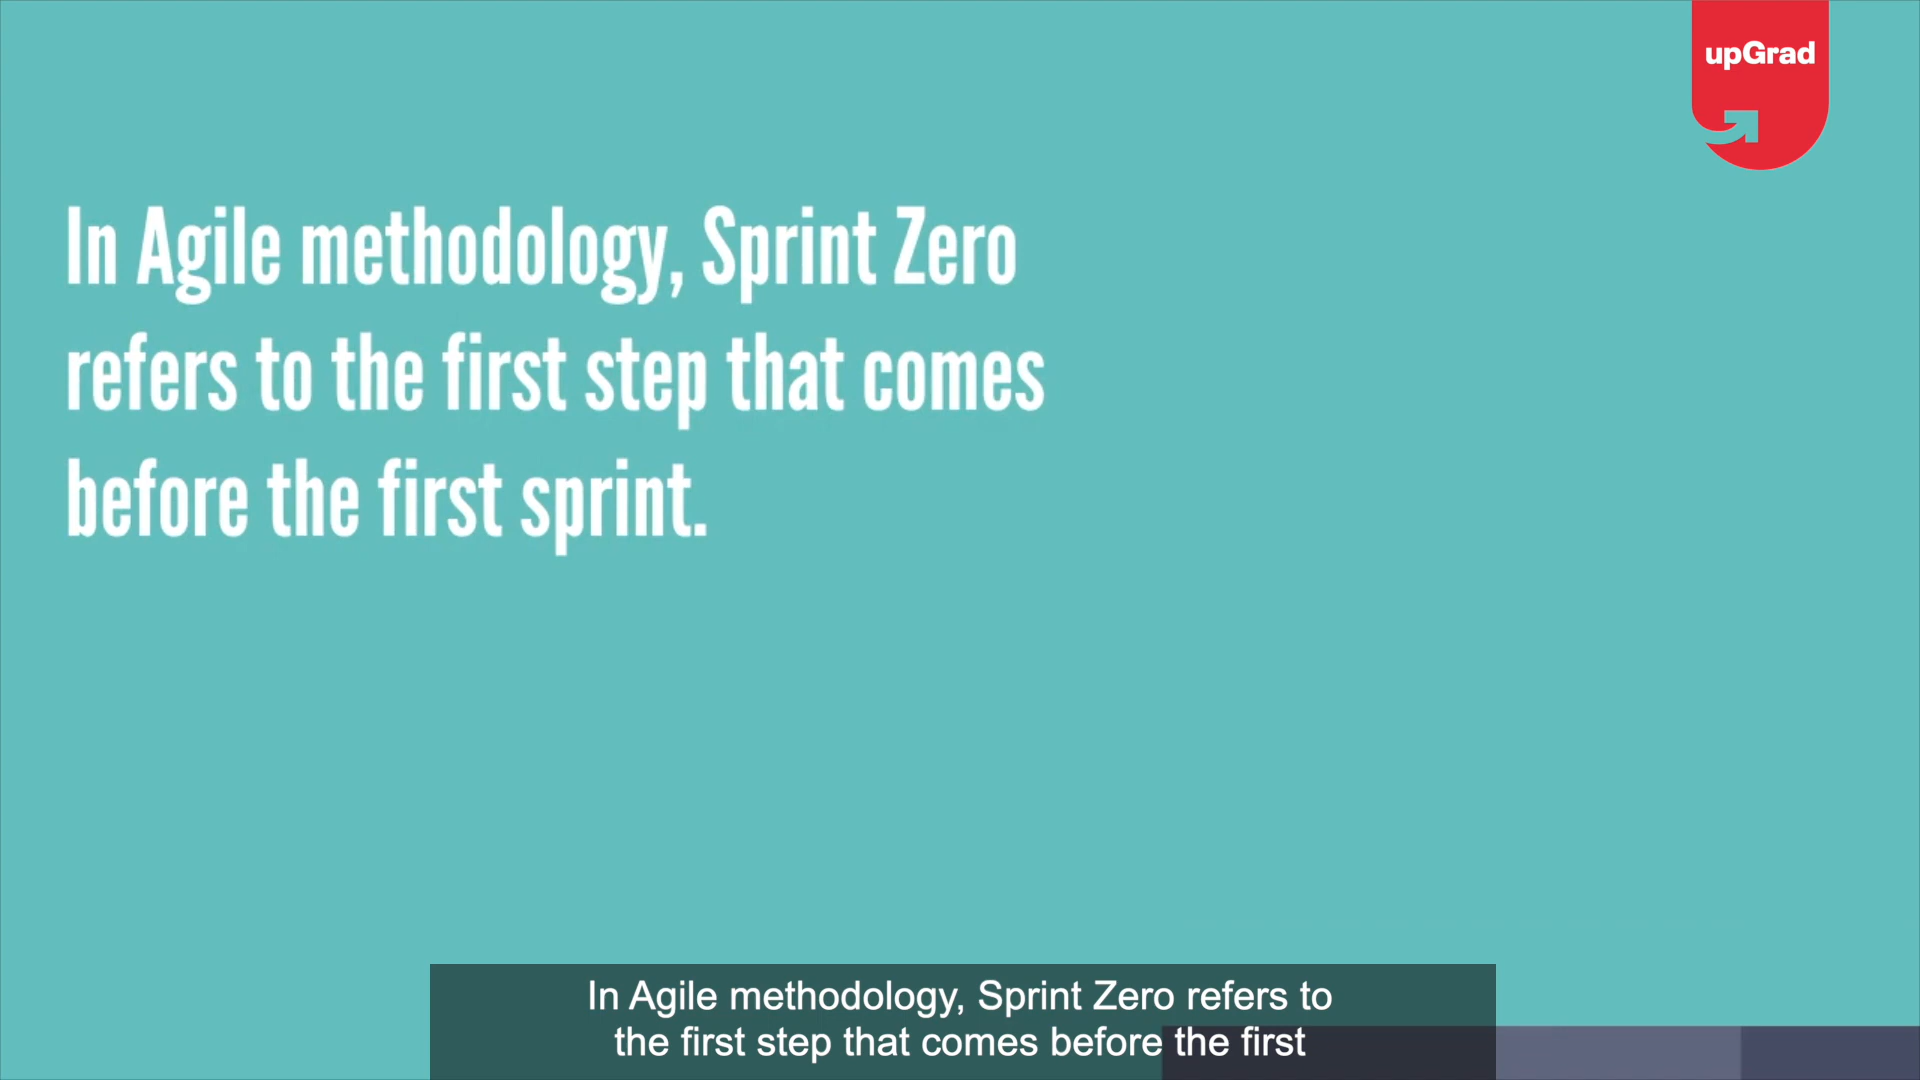 upGrad
In Agile methodology, Sprint Zero
refers to the first step that comes
before the first sprint.
In Agile methodology, Sprint Zero refers to
the first step that comes before the first